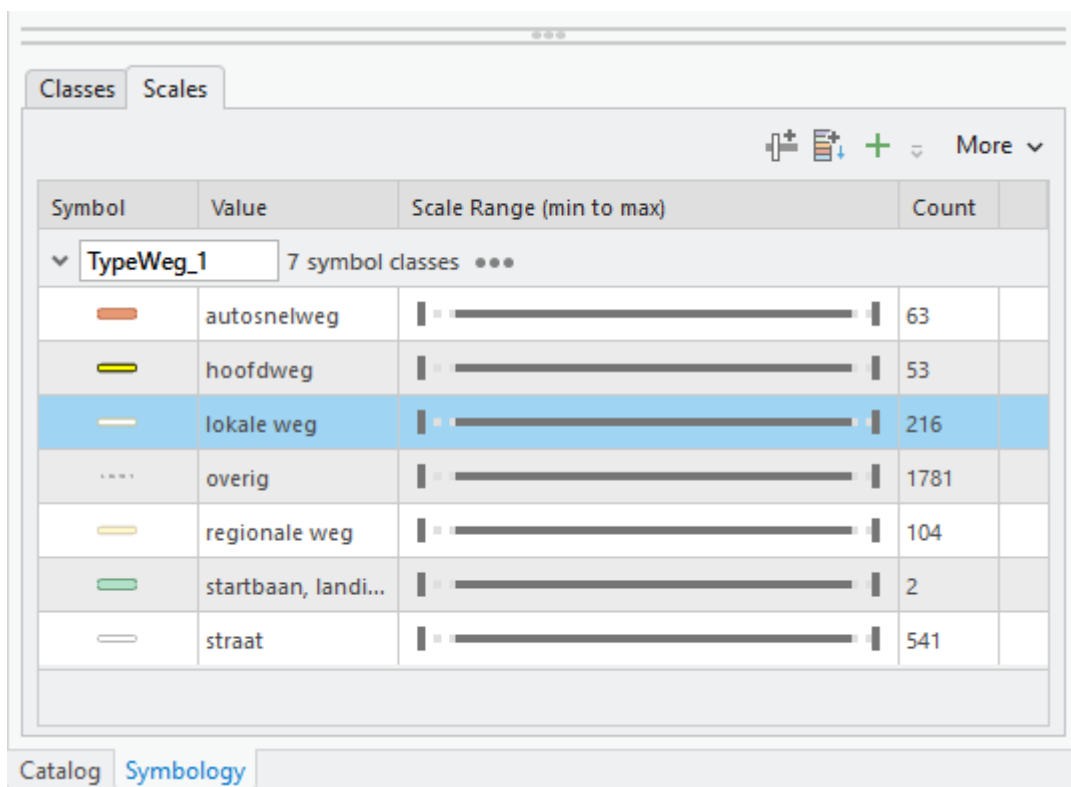 Classes Scales
More
Symbol Value Scale Range (min to max) Count
TypeWeg_1 7 symbol classes
autosnelweg 63
hoofdweg 53
lokale weg 216
overig 1781
regionale weg 104
startbaan, landi... 2
straat 541
Catalog Symbology